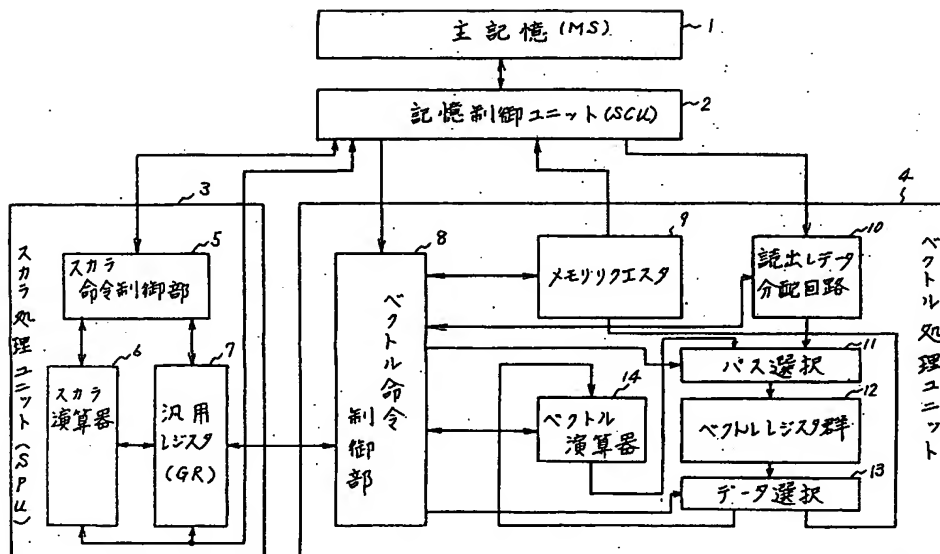 主記憶(MS)
1
記憶制御ユニット(SCU)
2
3
スカラ処理ユニット(SPU)
5
スカラ
命令制御部
6
スカラ
演算器
7
汎用
レジスタ
(GR)
4
ベクトル処理ユニット
8
ベクトル命令
制御部
9
メモリリクエスタ
10
読出しデータ
分配回路
11
パス選択
12
ベクトルレジスタ群
13
データ選択
14
ベクトル
演算器